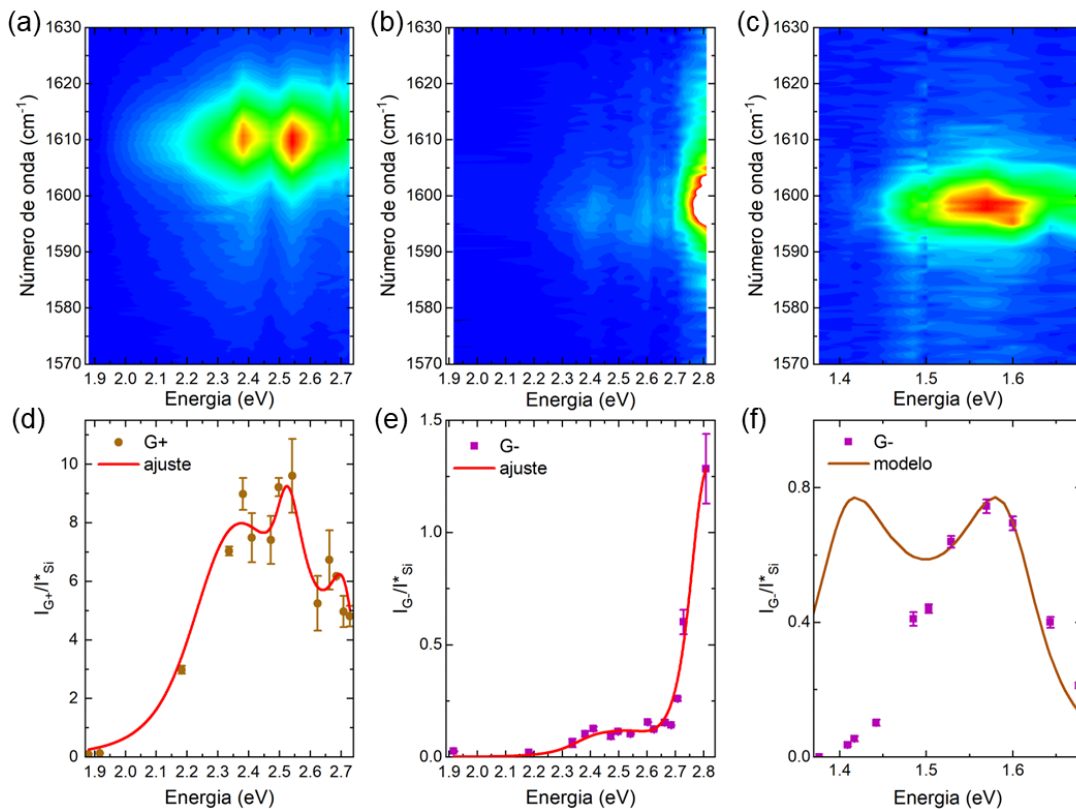 (a)
1630
1620
1610
1600
1590
1580
1570
Número de onda (cm⁻¹)
1.9 2.0 2.1 2.2 2.3 2.4 2.5 2.6 2.7
Energia (eV)
(b)
1630
1620
1610
1600
1590
1580
1570
Número de onda (cm⁻¹)
1.9 2.0 2.1 2.2 2.3 2.4 2.5 2.6 2.7 2.8
Energia (eV)
(c)
1630
1620
1610
1600
1590
1580
1570
Número de onda (cm⁻¹)
1.4 1.5 1.6
Energia (eV)
(d)
G+
ajuste
10
8
6
4
2
0
I_G+/I*_Si
1.9 2.0 2.1 2.2 2.3 2.4 2.5 2.6 2.7
Energia (eV)
(e)
G-
ajuste
1.5
1.0
0.5
0.0
I_G-/I*_Si
1.9 2.0 2.1 2.2 2.3 2.4 2.5 2.6 2.7 2.8
Energia (eV)
(f)
G-
modelo
0.8
0.4
0.0
I_G-/I*_Si
1.4 1.5 1.6
Energia (eV)